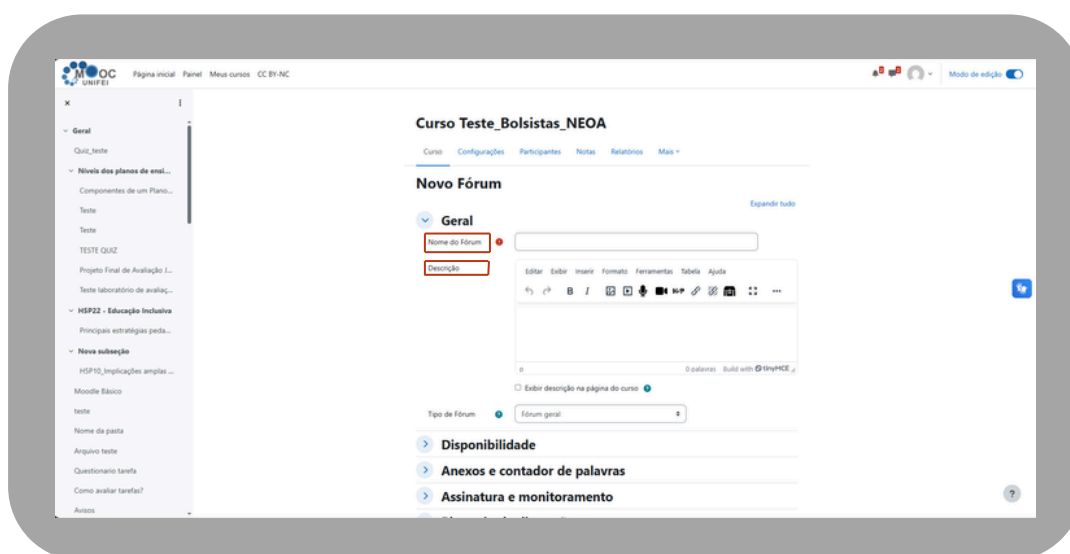 MOOC
UNIFEI
Página inicial Painel Meus cursos CC BY-NC
Modo de edição
Geral
Quiz_teste
Níveis dos planos de ensi...
Componentes de um Plano...
Teste
Teste
TESTE QUIZ
Projeto Final de Avaliação J...
Teste laboratório de avaliaç...
HSP22 - Educação Inclusiva
Principais estratégias peda...
Nova subseção
HSP10_Implicações amplas ...
Moodle Básico
teste
Nome da pasta
Arquivo teste
Questionario tarefa
Como avaliar tarefas?
Avisos
Curso Teste_Bolsistas_NEOA
Curso Configurações Participantes Notas Relatórios Mais
Novo Fórum
Expandir tudo
Geral
Nome do Fórum
Descrição
Editar Exibir Inserir Formato Ferramentas Tabela Ajuda
B I H-P
p 0 palavras Build with tinyMCE
Exibir descrição na página do curso
Tipo de Fórum Fórum geral
Disponibilidade
Anexos e contador de palavras
Assinatura e monitoramento